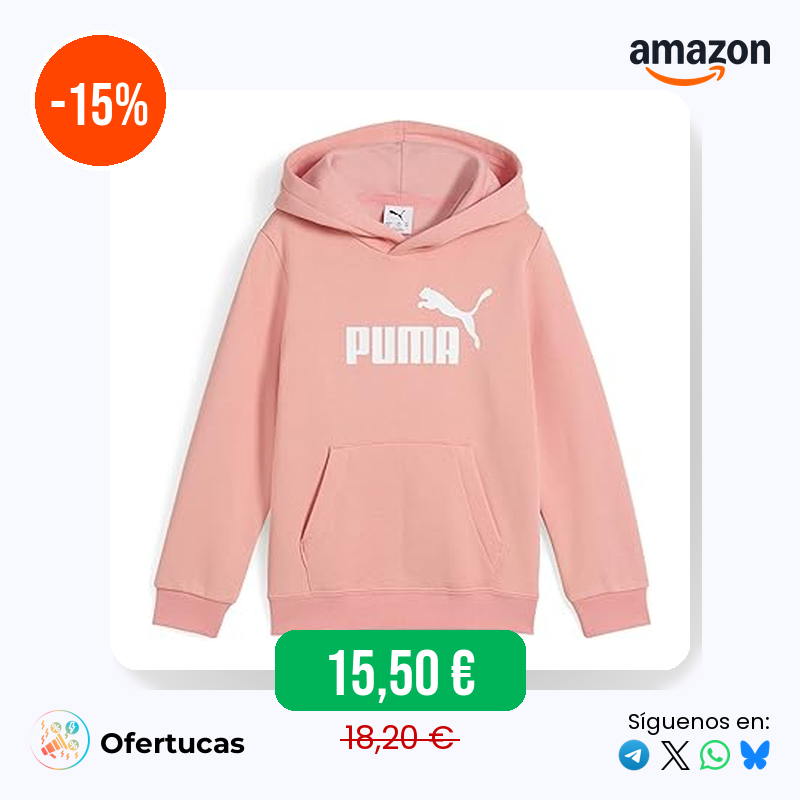 -15%
amazon
PUMA
15,50 €
18,20 €
Ofertucas
Síguenos en: